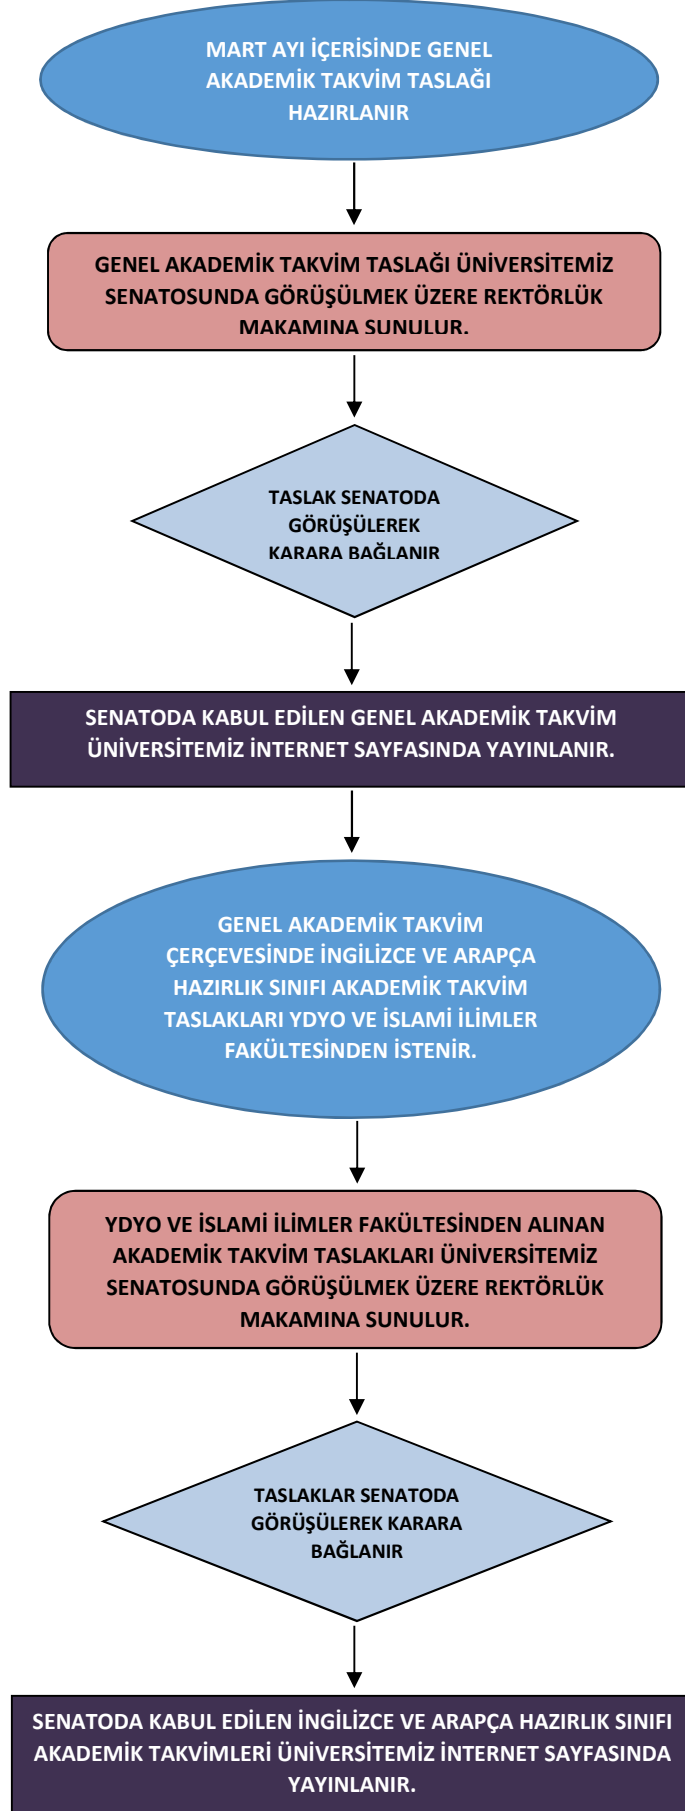 MART AYI İÇERİSİNDE GENEL
AKADEMİK TAKVİM TASLAĞI
HAZIRLANIR
GENEL AKADEMİK TAKVİM TASLAĞI ÜNİVERSİTEMİZ
SENATOSUNDA GÖRÜŞÜLMEK ÜZERE REKTÖRLÜK
MAKAMINA SUNULUR.
TASLAK SENATODA
GÖRÜŞÜLEREK
KARARA BAĞLANIR
SENATODA KABUL EDİLEN GENEL AKADEMİK TAKVİM
ÜNİVERSİTEMİZ İNTERNET SAYFASINDA YAYINLANIR.
GENEL AKADEMİK TAKVİM
ÇERÇEVESİNDE İNGİLİZCE VE ARAPÇA
HAZIRLIK SINIFI AKADEMİK TAKVİM
TASLAKLARI YDYO VE İSLAMİ İLİMLER
FAKÜLTESİNDEN İSTENİR.
YDYO VE İSLAMİ İLİMLER FAKÜLTESİNDEN ALINAN
AKADEMİK TAKVİM TASLAKLARI ÜNİVERSİTEMİZ
SENATOSUNDA GÖRÜŞÜLMEK ÜZERE REKTÖRLÜK
MAKAMINA SUNULUR.
TASLAKLAR SENATODA
GÖRÜŞÜLEREK KARARA
BAĞLANIR
SENATODA KABUL EDİLEN İNGİLİZCE VE ARAPÇA HAZIRLIK SINIFI
AKADEMİK TAKVİMLERİ ÜNİVERSİTEMİZ İNTERNET SAYFASINDA
YAYINLANIR.